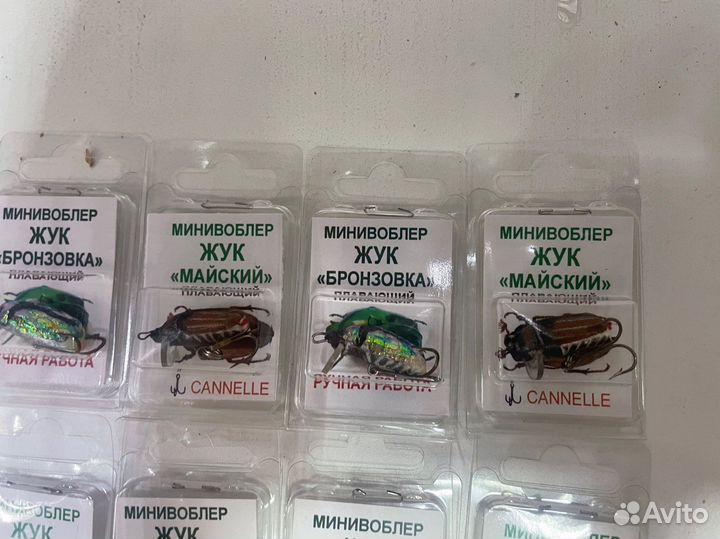 МИНИВОБЛЕР
ЖУК
«БРОНЗОВКА»
ПЛАВАЮЩИЙ
РУЧНАЯ РАБОТА
МИНИВОБЛЕР
ЖУК
«МАЙСКИЙ»
ПЛАВАЮЩИЙ
CANNELLE
МИНИВОБЛЕР
ЖУК
«БРОНЗОВКА»
ПЛАВАЮЩИЙ
РУЧНАЯ РАБОТА
МИНИВОБЛЕР
ЖУК
«МАЙСКИЙ»
ПЛАВАЮЩИЙ
CANNELLE
МИНИВОБЛЕР
ЖУК
МИНИВОБЛЕР
ЖУК
МИНИВОБЛЕР
Avito